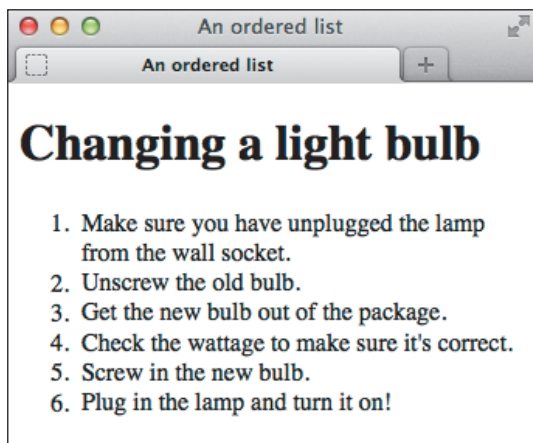 An ordered list
An ordered list
Changing a light bulb
1. Make sure you have unplugged the lamp
from the wall socket.
2. Unscrew the old bulb.
3. Get the new bulb out of the package.
4. Check the wattage to make sure it's correct.
5. Screw in the new bulb.
6. Plug in the lamp and turn it on!